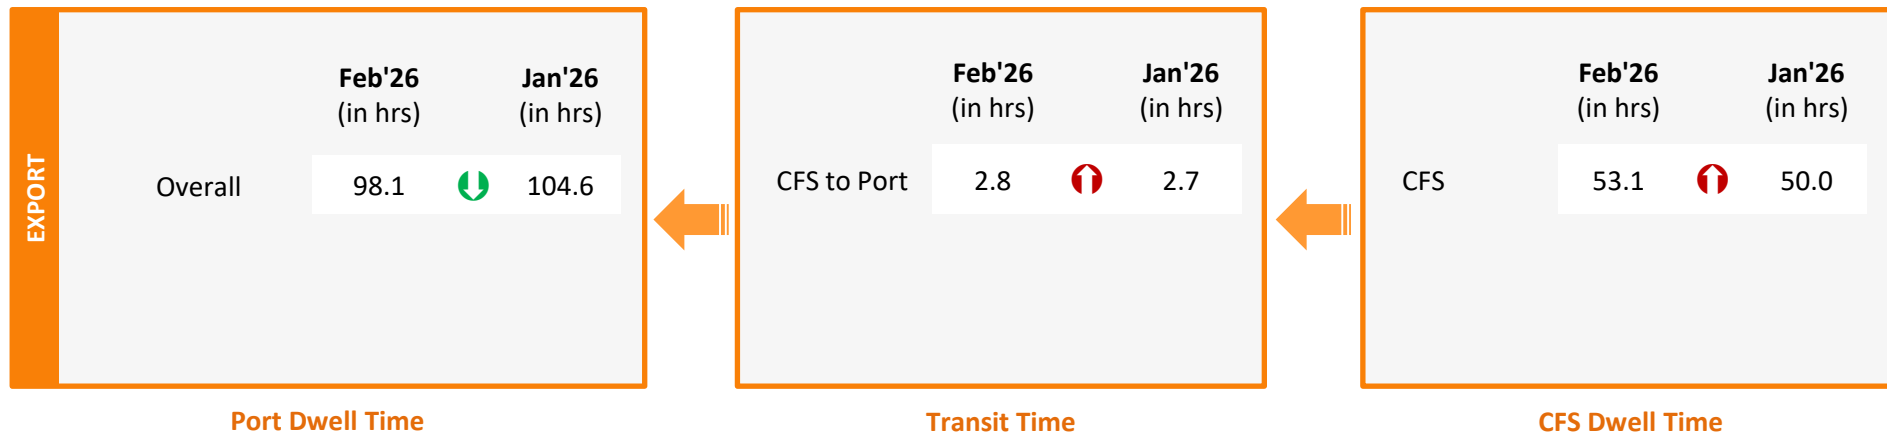 EXPORT
Feb'26 Jan'26
(in hrs) (in hrs)
Overall 98.1 104.6
Port Dwell Time
Feb'26 Jan'26
(in hrs) (in hrs)
CFS to Port 2.8 2.7
Transit Time
Feb'26 Jan'26
(in hrs) (in hrs)
CFS 53.1 50.0
CFS Dwell Time